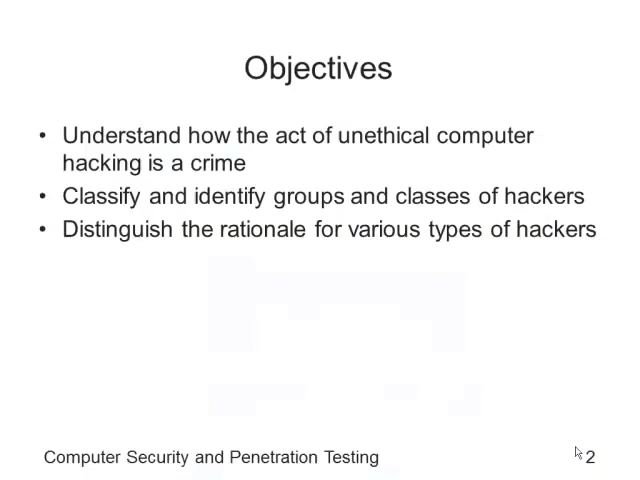 Objectives
• Understand how the act of unethical computer
hacking is a crime
• Classify and identify groups and classes of hackers
• Distinguish the rationale for various types of hackers
Computer Security and Penetration Testing
2